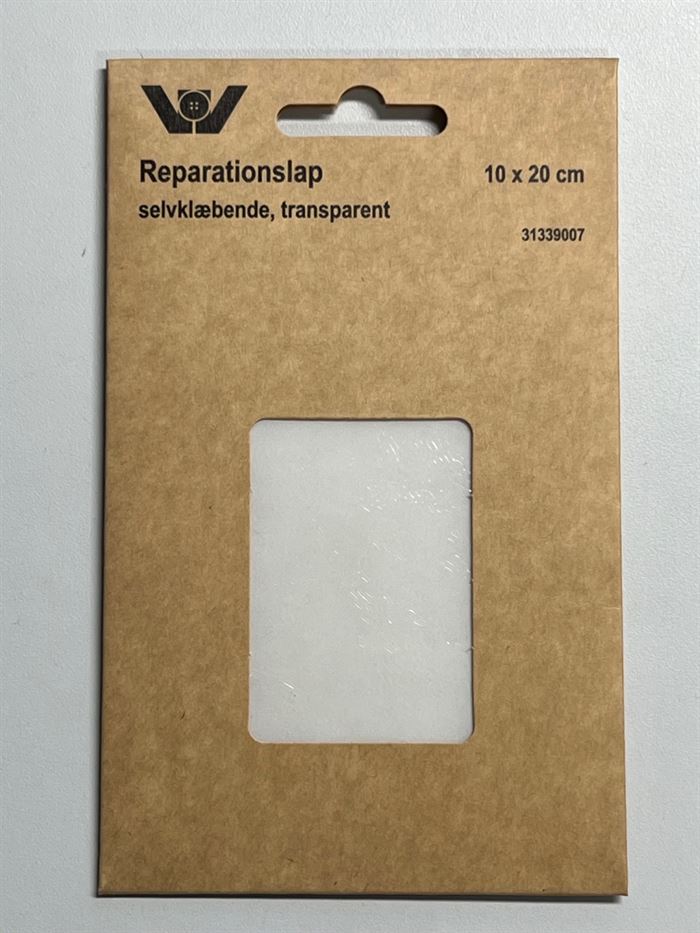 Reparationslap 10 x 20 cm
selvklæbende, transparent
31339007